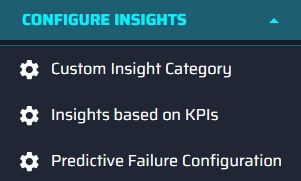 CONFIGURE INSIGHTS
Custom Insight Category
Insights based on KPIs
Predictive Failure Configuration